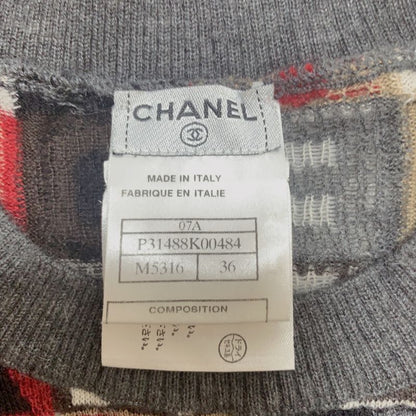 CHANEL
MADE IN ITALY
FABRIQUE EN ITALIE
07A
P31488K00484
M5316 36
COMPOSITION